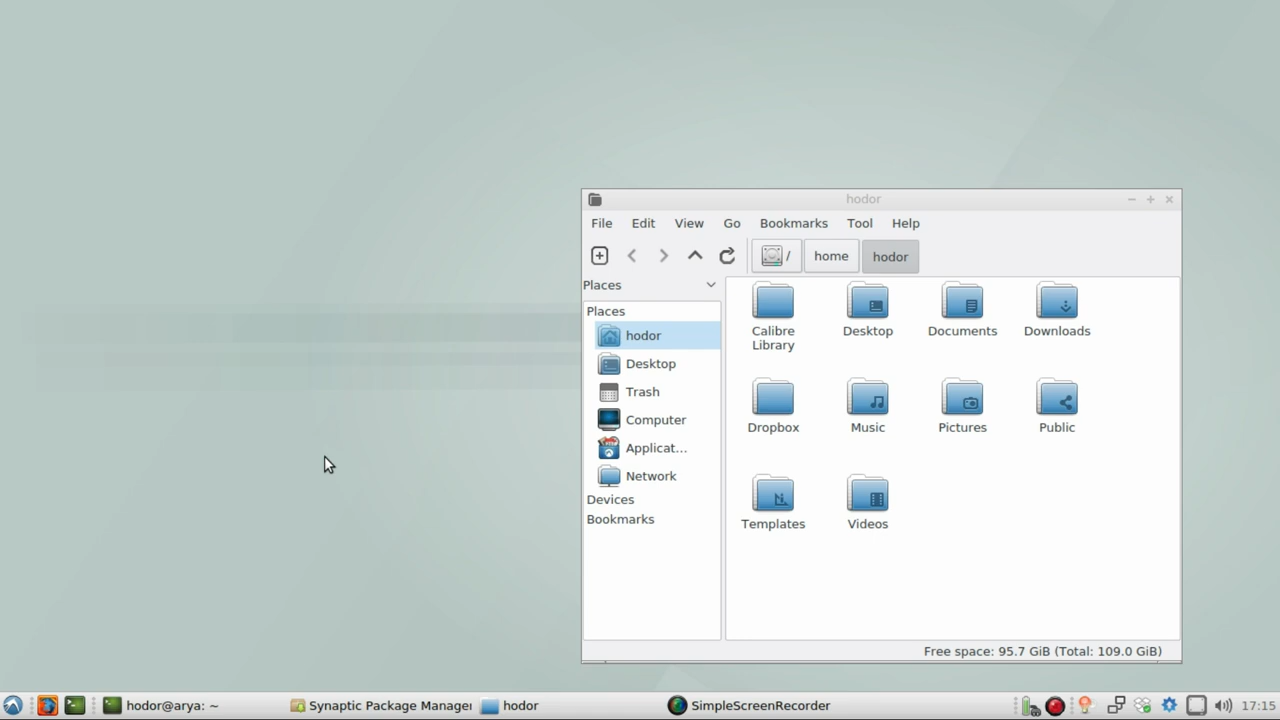 hodor
File Edit View Go Bookmarks Tool Help
/ home hodor
Places
Places
hodor
Desktop
Trash
Computer
Applicat...
Network
Devices
Bookmarks
Calibre Library
Desktop
Documents
Downloads
Dropbox
Music
Pictures
Public
Templates
Videos
Free space: 95.7 GiB (Total: 109.0 GiB)
hodor@arya: ~ Synaptic Package Manager hodor SimpleScreenRecorder 17:15